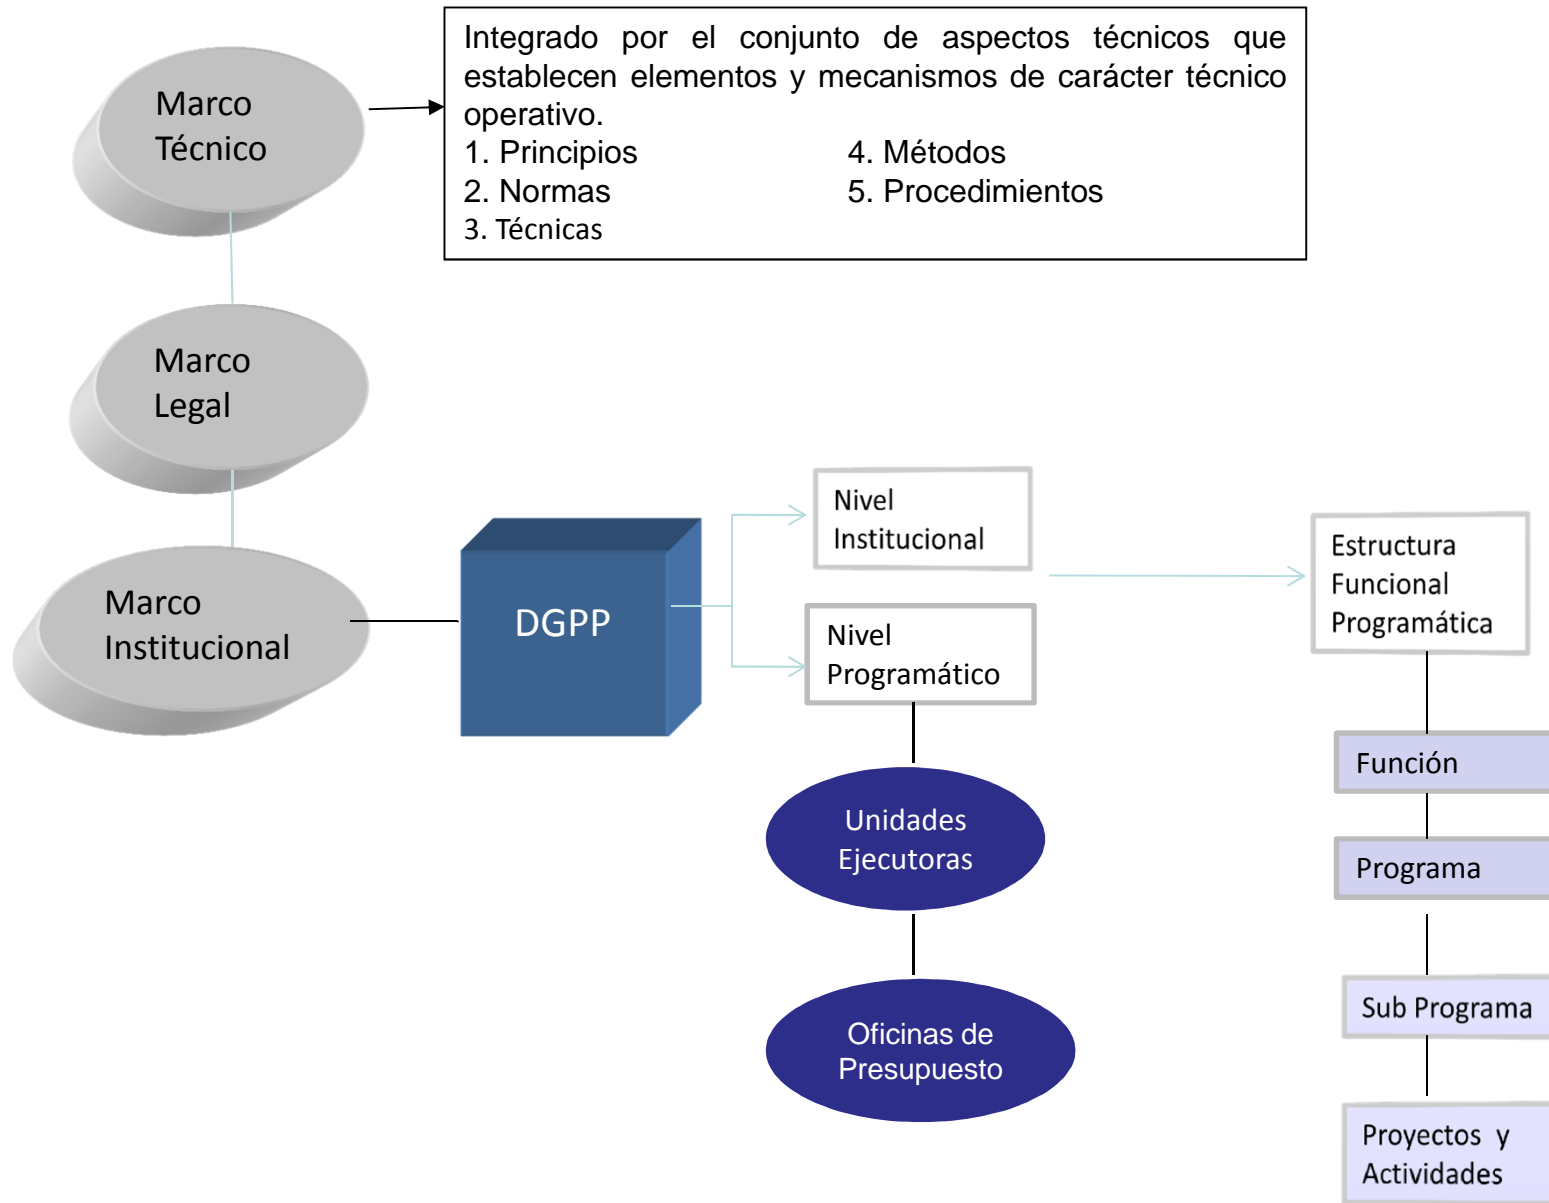 Marco
Técnico
Integrado por el conjunto de aspectos técnicos que
establecen elementos y mecanismos de carácter técnico
operativo.
1. Principios
2. Normas
3. Técnicas
4. Métodos
5. Procedimientos
Marco
Legal
Marco
Institucional
DGPP
Nivel
Institucional
Nivel
Programático
Unidades
Ejecutoras
Oficinas de
Presupuesto
Estructura
Funcional
Programática
Función
Programa
Sub Programa
Proyectos y
Actividades